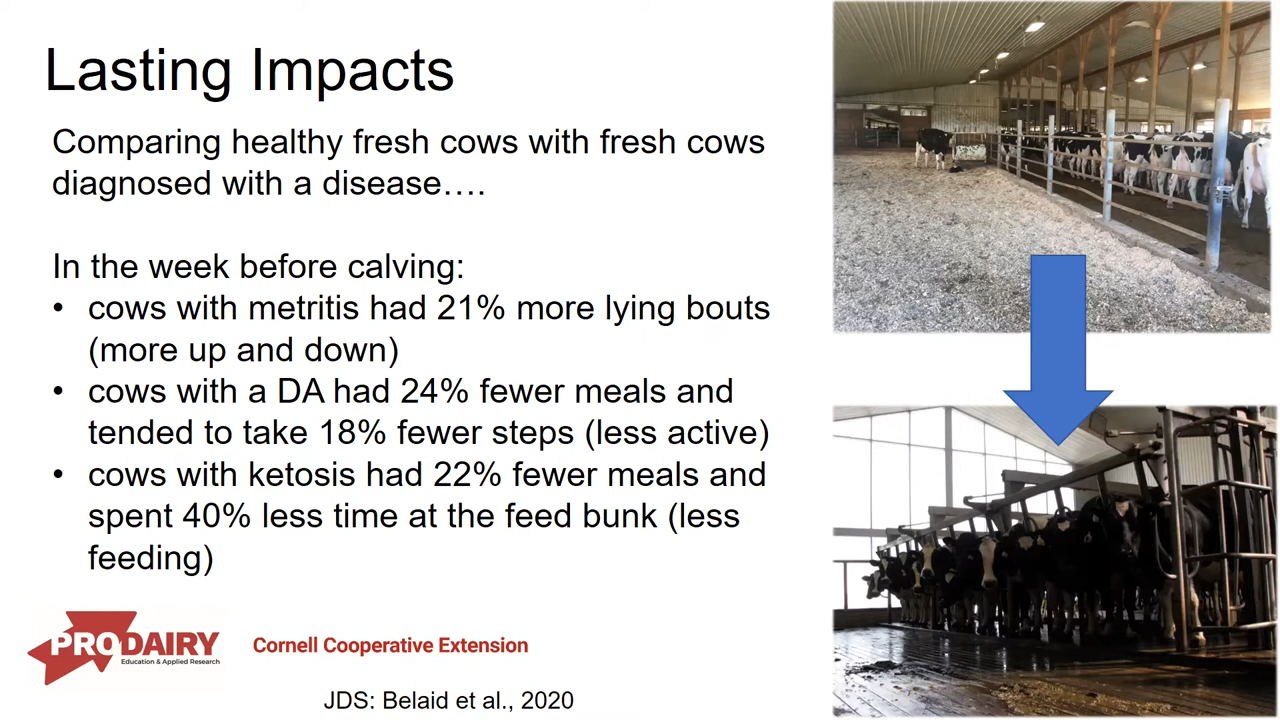 Lasting Impacts
Comparing healthy fresh cows with fresh cows
diagnosed with a disease….
In the week before calving:
• cows with metritis had 21% more lying bouts
(more up and down)
• cows with a DA had 24% fewer meals and
tended to take 18% fewer steps (less active)
• cows with ketosis had 22% fewer meals and
spent 40% less time at the feed bunk (less
feeding)
PRODAIRY
Education & Applied Research
Cornell Cooperative Extension
JDS: Belaid et al., 2020